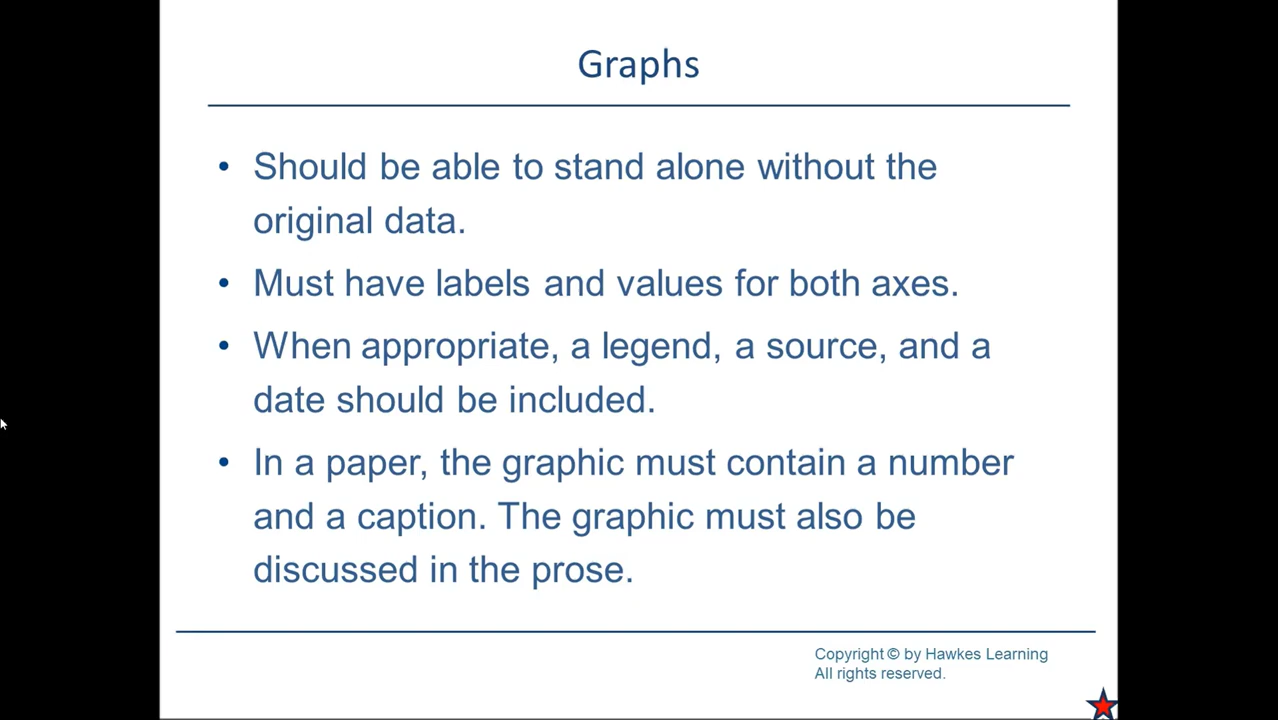 Graphs
• Should be able to stand alone without the
original data.
• Must have labels and values for both axes.
• When appropriate, a legend, a source, and a
date should be included.
• In a paper, the graphic must contain a number
and a caption. The graphic must also be
discussed in the prose.
Copyright © by Hawkes Learning
All rights reserved.